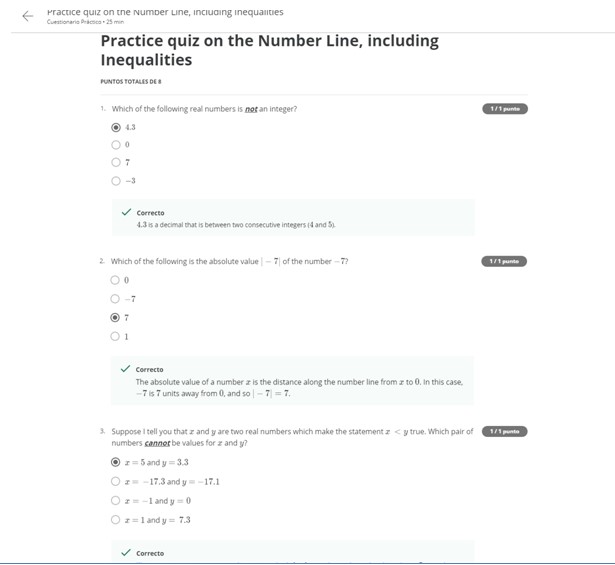 Practice quiz on the Number Line, including Inequalities
Cuestionario Práctico • 25 min
Practice quiz on the Number Line, including
Inequalities
PUNTOS TOTALES DE 8
1. Which of the following real numbers is not an integer?
1 / 1 punto
4.3
0
7
−3
Correcto
4.3 is a decimal that is between two consecutive integers (4 and 5).
2. Which of the following is the absolute value | − 7| of the number −7?
1 / 1 punto
0
−7
7
1
Correcto
The absolute value of a number x is the distance along the number line from x to 0. In this case,
−7 is 7 units away from 0, and so | − 7| = 7.
3. Suppose I tell you that x and y are two real numbers which make the statement x < y true. Which pair of
numbers cannot be values for x and y?
1 / 1 punto
x = 5 and y = 3.3
x = −17.3 and y = −17.1
x = −1 and y = 0
x = 1 and y = 7.3
Correcto